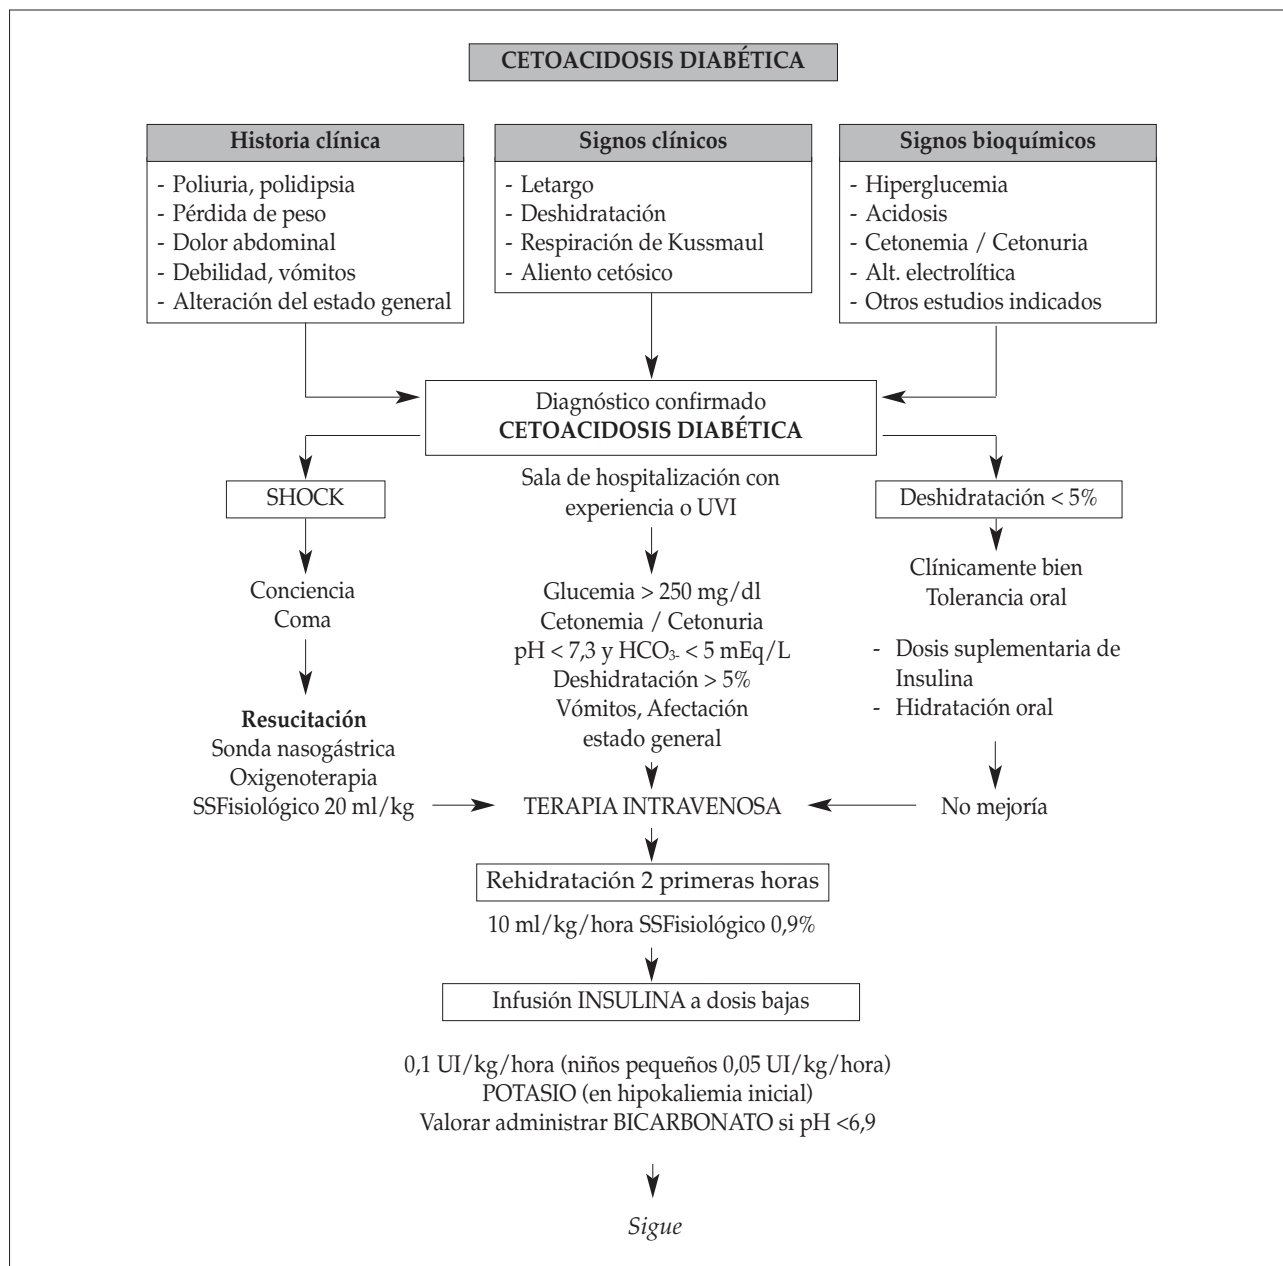 CETOACIDOSIS DIABÉTICA
Historia clínica
- Poliuria, polidipsia
- Pérdida de peso
- Dolor abdominal
- Debilidad, vómitos
- Alteración del estado general
Signos clínicos
- Letargo
- Deshidratación
- Respiración de Kussmaul
- Aliento cetósico
Signos bioquímicos
- Hiperglucemia
- Acidosis
- Cetonemia / Cetonuria
- Alt. electrolítica
- Otros estudios indicados
Diagnóstico confirmado
CETOACIDOSIS DIABÉTICA
SHOCK
Conciencia
Coma
Resucitación
Sonda nasogástrica
Oxigenoterapia
SSFisiológico 20 ml/kg
Sala de hospitalización con
experiencia o UVI
Glucemia > 250 mg/dl
Cetonemia / Cetonuria
pH < 7,3 y HCO₃- < 5 mEq/L
Deshidratación > 5%
Vómitos, Afectación
estado general
Deshidratación < 5%
Clínicamente bien
Tolerancia oral
- Dosis suplementaria de
Insulina
- Hidratación oral
No mejoría
TERAPIA INTRAVENOSA
Rehidratación 2 primeras horas
10 ml/kg/hora SSFisiológico 0,9%
Infusión INSULINA a dosis bajas
0,1 UI/kg/hora (niños pequeños 0,05 UI/kg/hora)
POTASIO (en hipokaliemia inicial)
Valorar administrar BICARBONATO si pH <6,9
Sigue